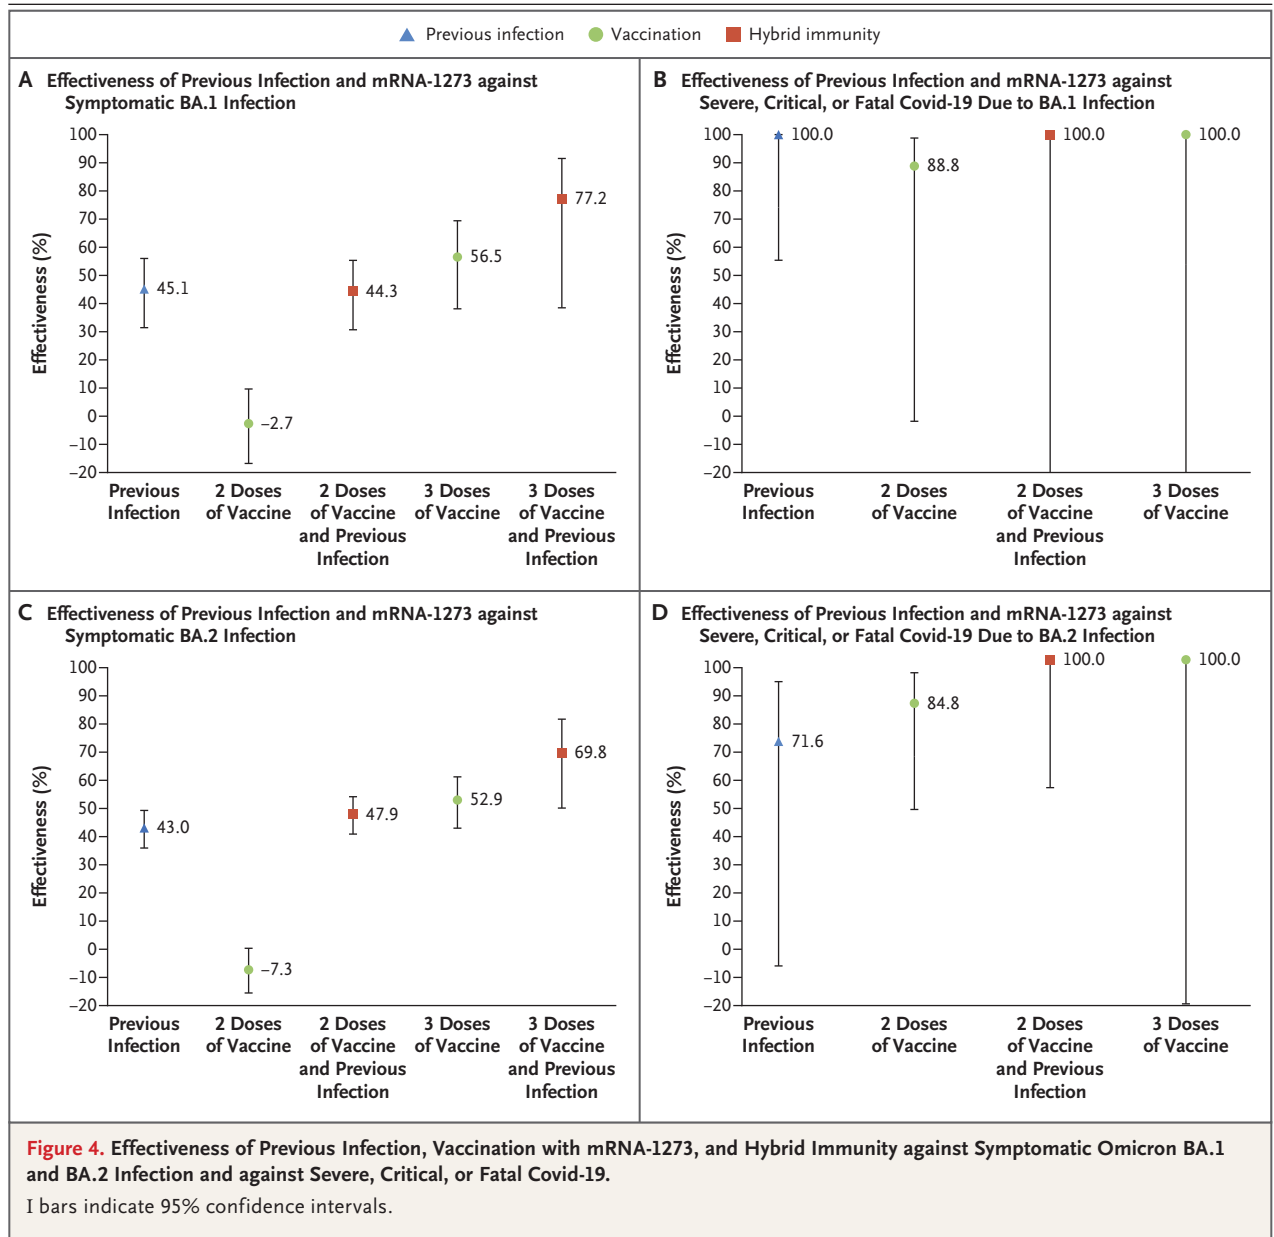 Previous infection Vaccination Hybrid immunity
A Effectiveness of Previous Infection and mRNA-1273 against
Symptomatic BA.1 Infection
Effectiveness (%)
100
90
80
70
60
50
40
30
20
10
0
–10
–20
45.1
–2.7
44.3
56.5
77.2
Previous
Infection
2 Doses
of Vaccine
2 Doses
of Vaccine
and Previous
Infection
3 Doses
of Vaccine
3 Doses
of Vaccine
and Previous
Infection
B Effectiveness of Previous Infection and mRNA-1273 against
Severe, Critical, or Fatal Covid-19 Due to BA.1 Infection
Effectiveness (%)
100
90
80
70
60
50
40
30
20
10
0
–10
–20
100.0
88.8
100.0
100.0
Previous
Infection
2 Doses
of Vaccine
2 Doses
of Vaccine
and Previous
Infection
3 Doses
of Vaccine
C Effectiveness of Previous Infection and mRNA-1273 against
Symptomatic BA.2 Infection
Effectiveness (%)
100
90
80
70
60
50
40
30
20
10
0
–10
–20
43.0
–7.3
47.9
52.9
69.8
Previous
Infection
2 Doses
of Vaccine
2 Doses
of Vaccine
and Previous
Infection
3 Doses
of Vaccine
3 Doses
of Vaccine
and Previous
Infection
D Effectiveness of Previous Infection and mRNA-1273 against
Severe, Critical, or Fatal Covid-19 Due to BA.2 Infection
Effectiveness (%)
100
90
80
70
60
50
40
30
20
10
0
–10
–20
71.6
84.8
100.0
100.0
Previous
Infection
2 Doses
of Vaccine
2 Doses
of Vaccine
and Previous
Infection
3 Doses
of Vaccine
Figure 4. Effectiveness of Previous Infection, Vaccination with mRNA-1273, and Hybrid Immunity against Symptomatic Omicron BA.1
and BA.2 Infection and against Severe, Critical, or Fatal Covid-19.
I bars indicate 95% confidence intervals.